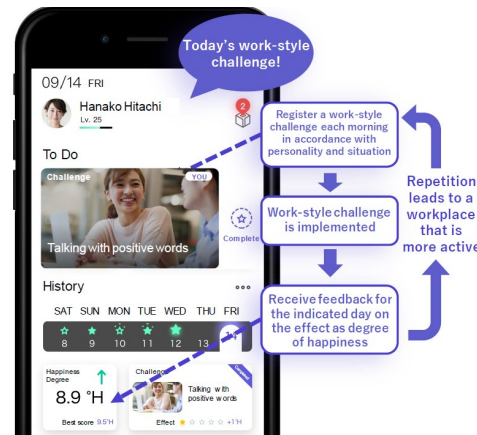 Today's work-style
challenge!
09/14 FRI
Hanako Hitachi
Lv. 25
2
To Do
Challenge
YOU
Talking with positive words
Complete
History
SAT SUN MON TUE WED THU FRI
8 9 10 11 12 13 14
Happiness
Degree
8.9 °H
Best score 9.5°H
Challenge
Talking with
positive words
Effect +1°H
Register a work-style
challenge each morning
in accordance with
personality and situation
Work-style challenge
is implemented
Receive feedback for
the indicated day on
the effect as degree
of happiness
Repetition
leads to a
workplace
that is
more active